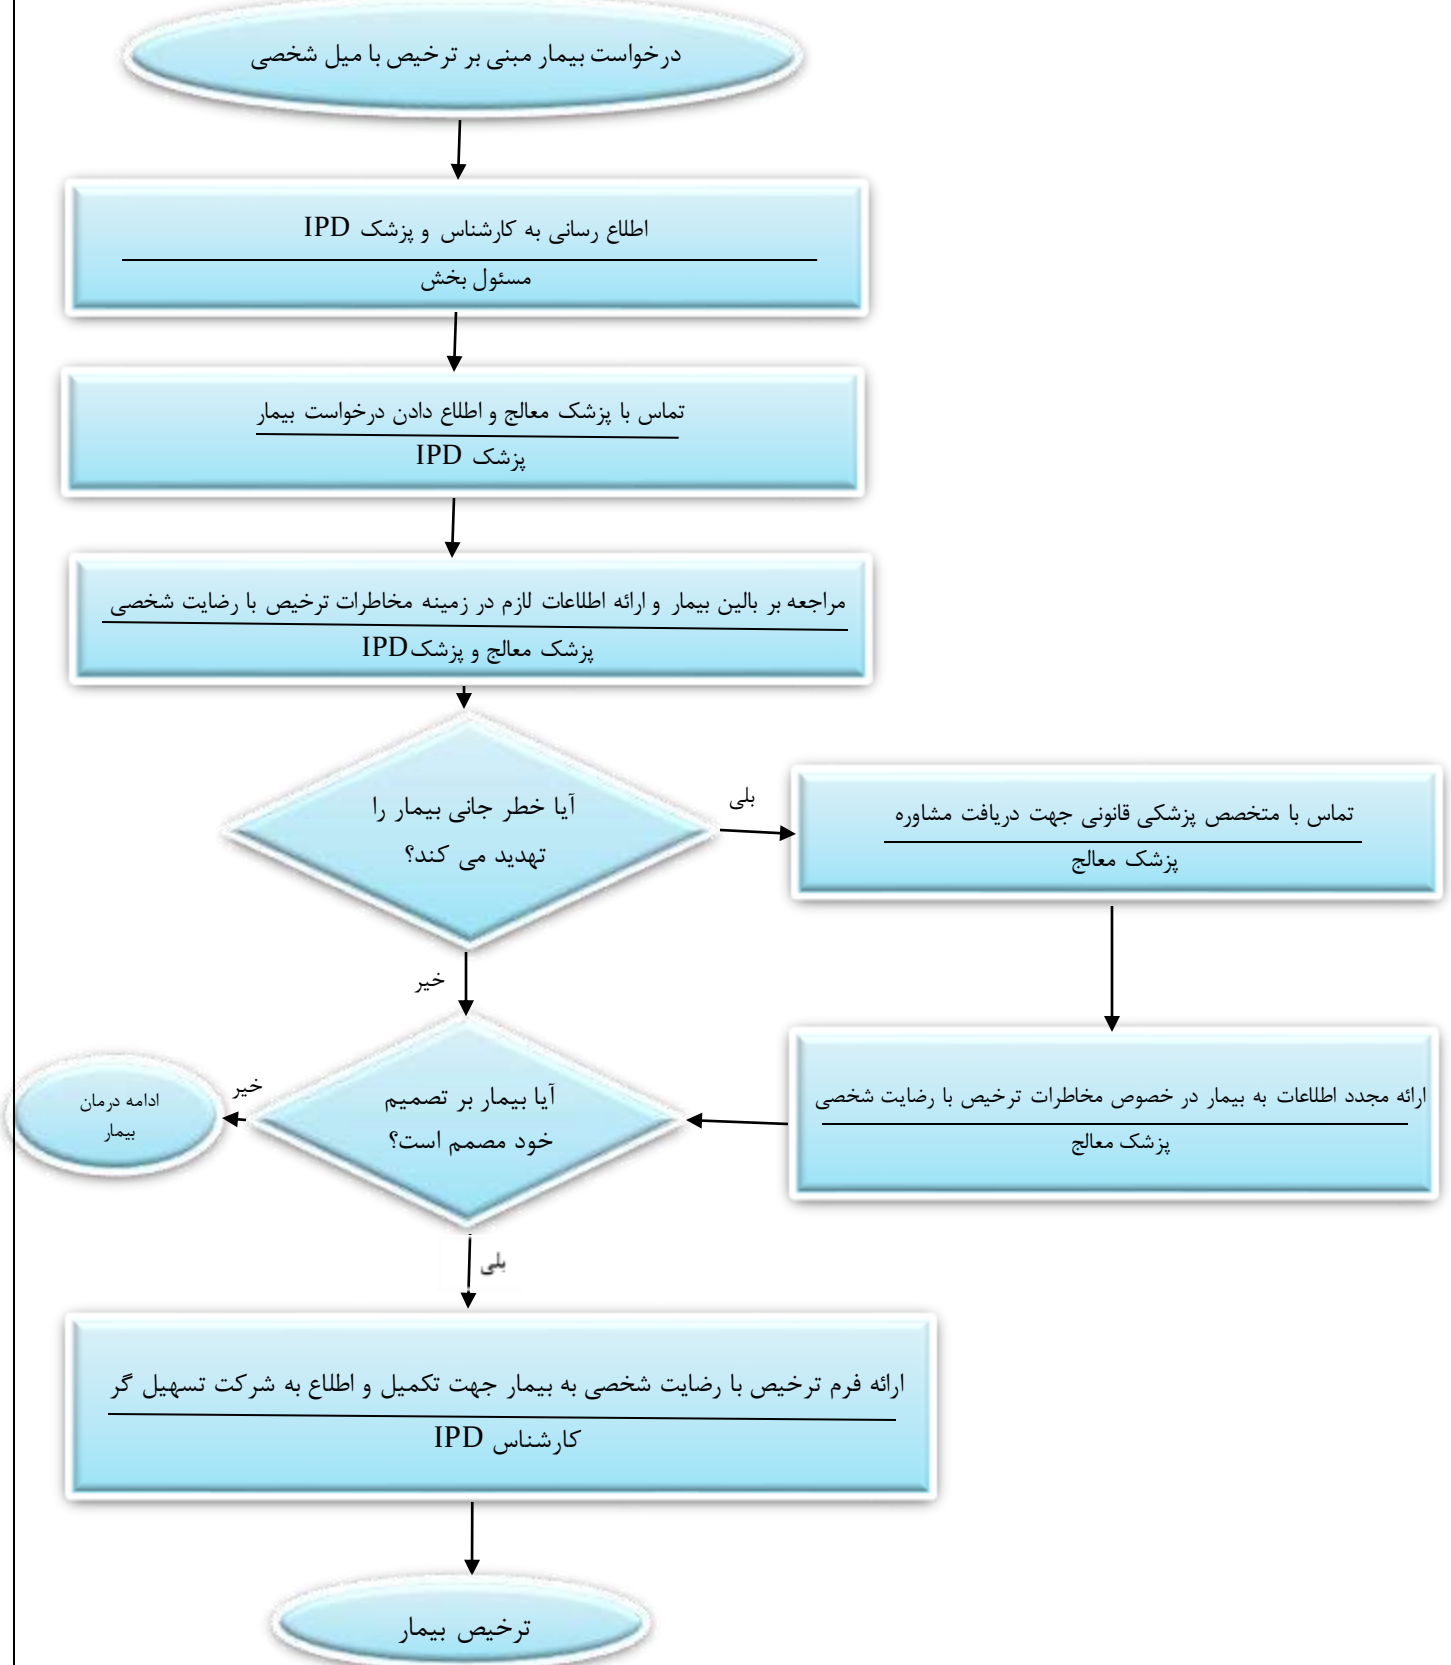 درخواست بیمار مبنی بر ترخیص با میل شخصی
اطلاع رسانی به کارشناس و پزشک IPD
مسئول بخش
تماس با پزشک معالج و اطلاع دادن درخواست بیمار
پزشک IPD
مراجعه بر بالین بیمار و ارائه اطلاعات لازم در زمینه مخاطرات ترخیص با رضایت شخصی
پزشک معالج و پزشک IPD
آیا خطر جانی بیمار را
تهدید می کند؟
بلی
تماس با متخصص پزشکی قانونی جهت دریافت مشاوره
پزشک معالج
خیر
ارائه مجدد اطلاعات به بیمار در خصوص مخاطرات ترخیص با رضایت شخصی
پزشک معالج
آیا بیمار بر تصمیم
خود مصمم است؟
خیر
ادامه درمان
بیمار
بلی
ارائه فرم ترخیص با رضایت شخصی به بیمار جهت تکمیل و اطلاع به شرکت تسهیل گر
کارشناس IPD
ترخیص بیمار